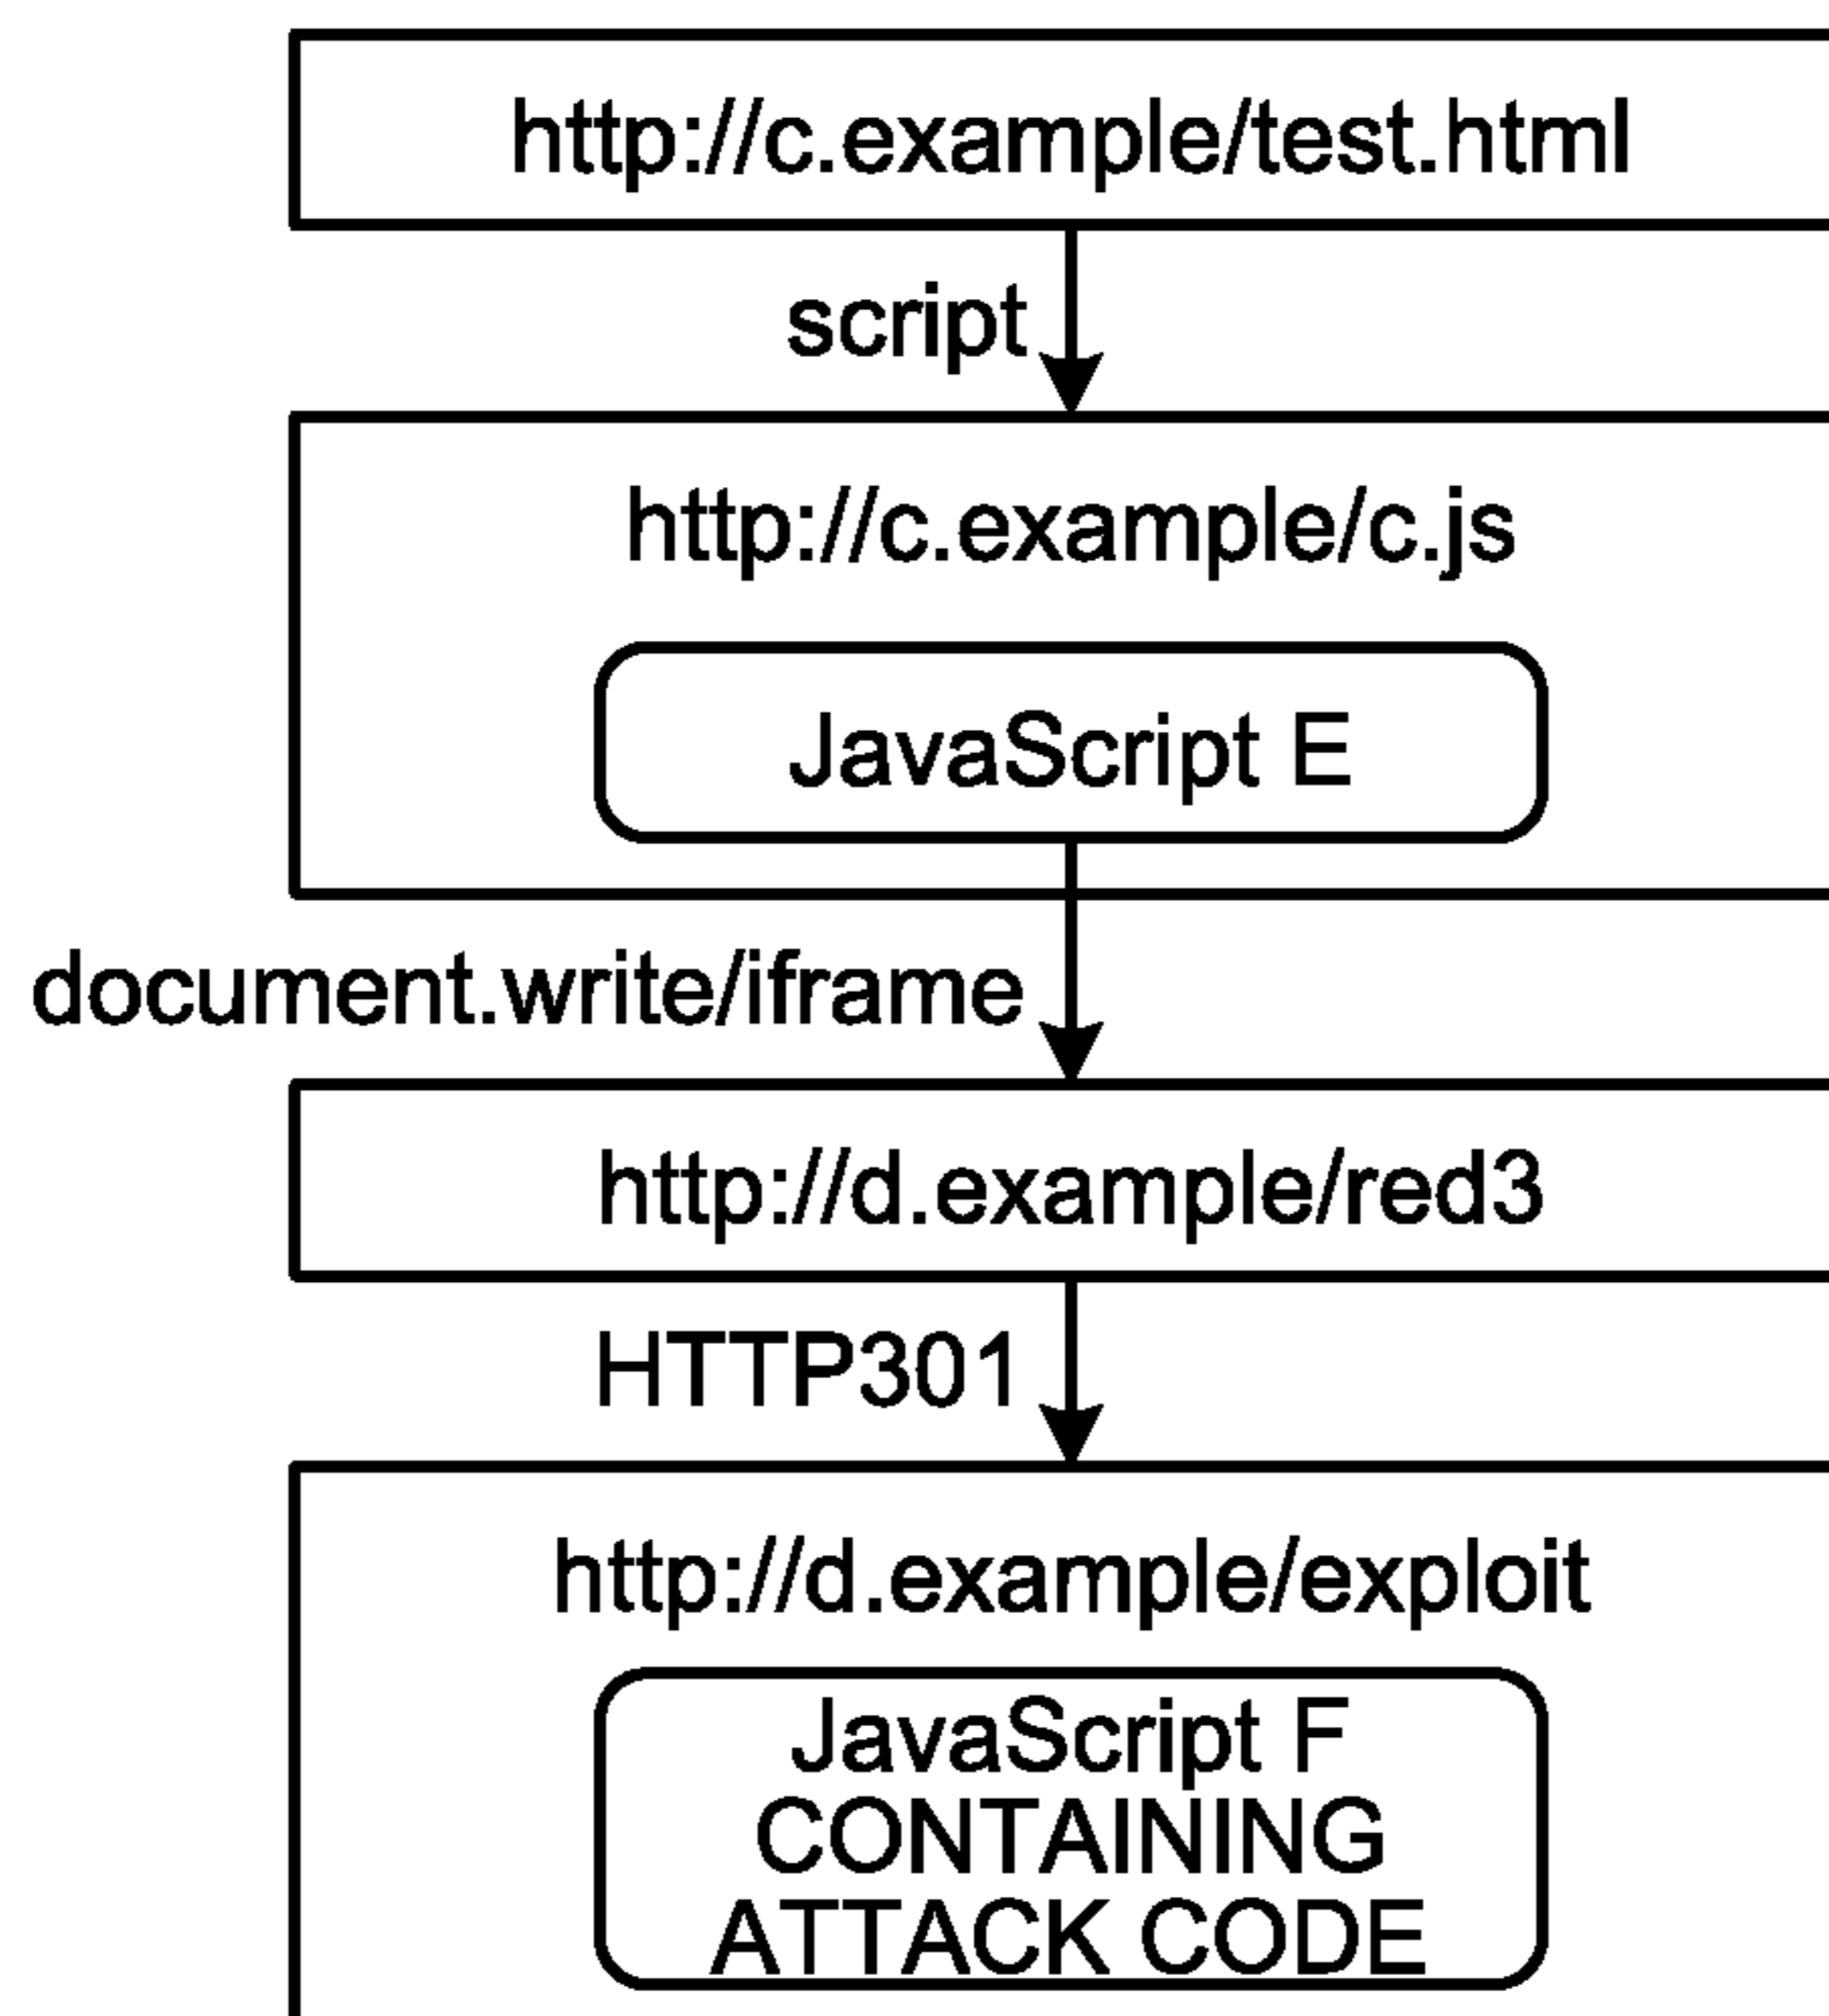 http://c.example/test.html
script
http://c.example/c.js
JavaScript E
document.write/iframe
http://d.example/red3
HTTP301
http://d.example/exploit
JavaScript F
CONTAINING
ATTACK CODE